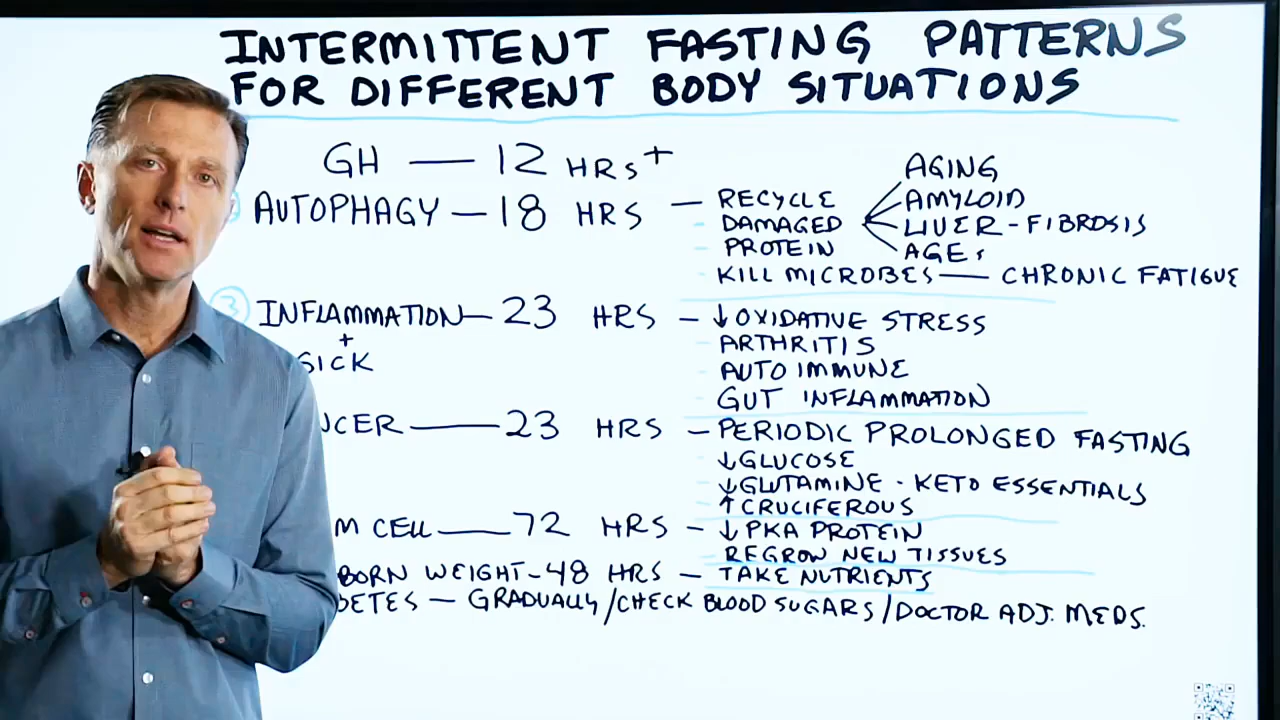 INTERMITTENT FASTING PATTERNS
FOR DIFFERENT BODY SITUATIONS
GH — 12 HRS+
AUTOPHAGY — 18 HRS — RECYCLE
- DAMAGED
- PROTEIN
- KILL MICROBES — CHRONIC FATIGUE
AGING
AMYLOID
LIVER - FIBROSIS
AGEs
③ INFLAMMATION — 23 HRS — ↓ OXIDATIVE STRESS
+
SICK
- ARTHRITIS
- AUTO IMMUNE
- GUT INFLAMMATION
NCER — 23 HRS — PERIODIC PROLONGED FASTING
- ↓ GLUCOSE
- ↓ GLUTAMINE - KETO ESSENTIALS
- ↑ CRUCIFEROUS
M CELL — 72 HRS — ↓ PKA PROTEIN
- REGROW NEW TISSUES
BORN WEIGHT - 48 HRS — TAKE NUTRIENTS
BETES — GRADUALLY / CHECK BLOOD SUGARS / DOCTOR ADJ. MEDS.